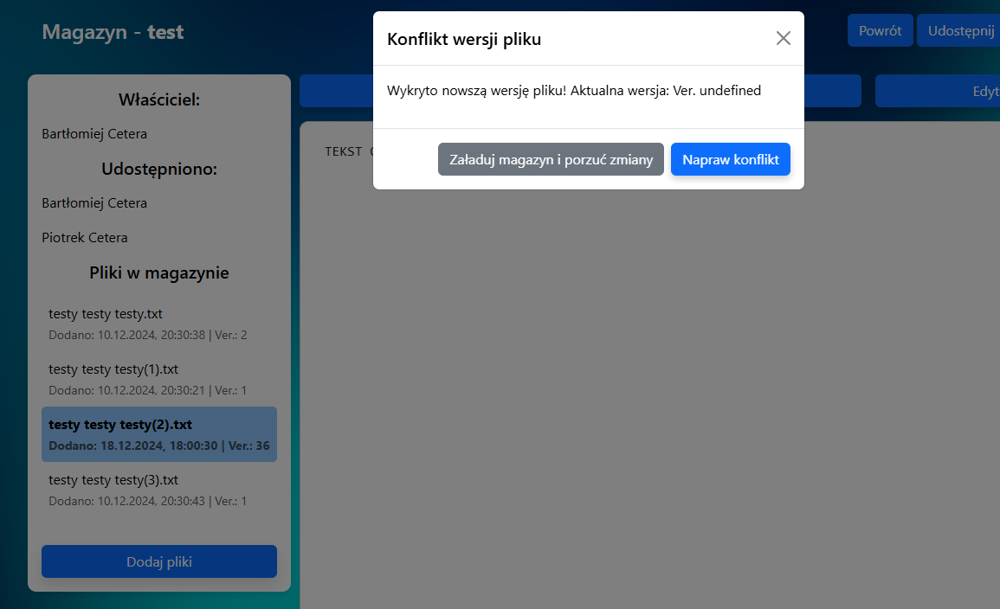 Magazyn - test
Powrót
Udostępnij
Konflikt wersji pliku
Wykryto nowszą wersję pliku! Aktualna wersja: Ver. undefined
Załaduj magazyn i porzuć zmiany
Napraw konflikt
Właściciel:
Bartłomiej Cetera
Udostępniono:
Bartłomiej Cetera
Piotrek Cetera
Pliki w magazynie
testy testy testy.txt
Dodano: 10.12.2024, 20:30:38 | Ver.: 2
testy testy testy(1).txt
Dodano: 10.12.2024, 20:30:21 | Ver.: 1
testy testy testy(2).txt
Dodano: 18.12.2024, 18:00:30 | Ver.: 36
testy testy testy(3).txt
Dodano: 10.12.2024, 20:30:43 | Ver.: 1
Dodaj pliki
Edyt
TEKST